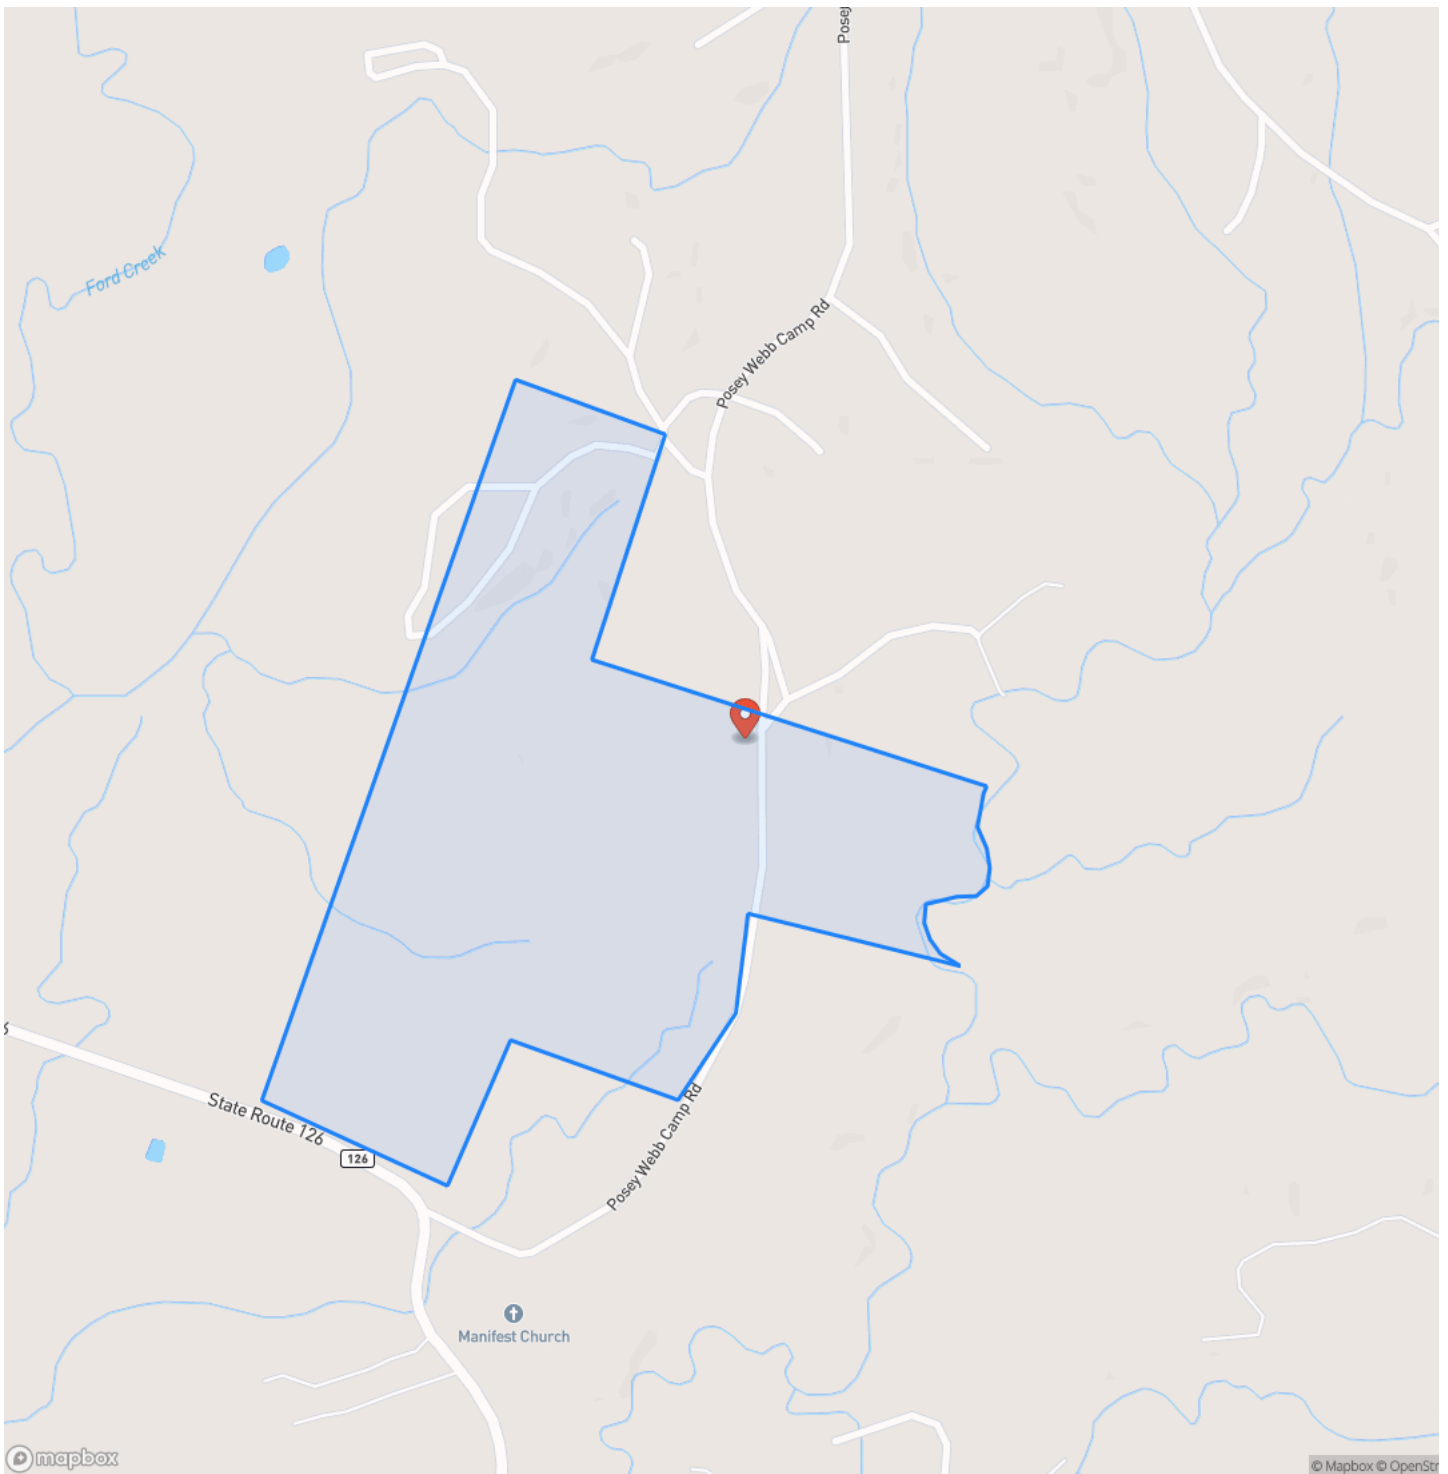 Posey
Ford Creek
Posey Webb Camp Rd
State Route 126
126
Posey Webb Camp Rd
Manifest Church
mapbox
© Mapbox © OpenStr